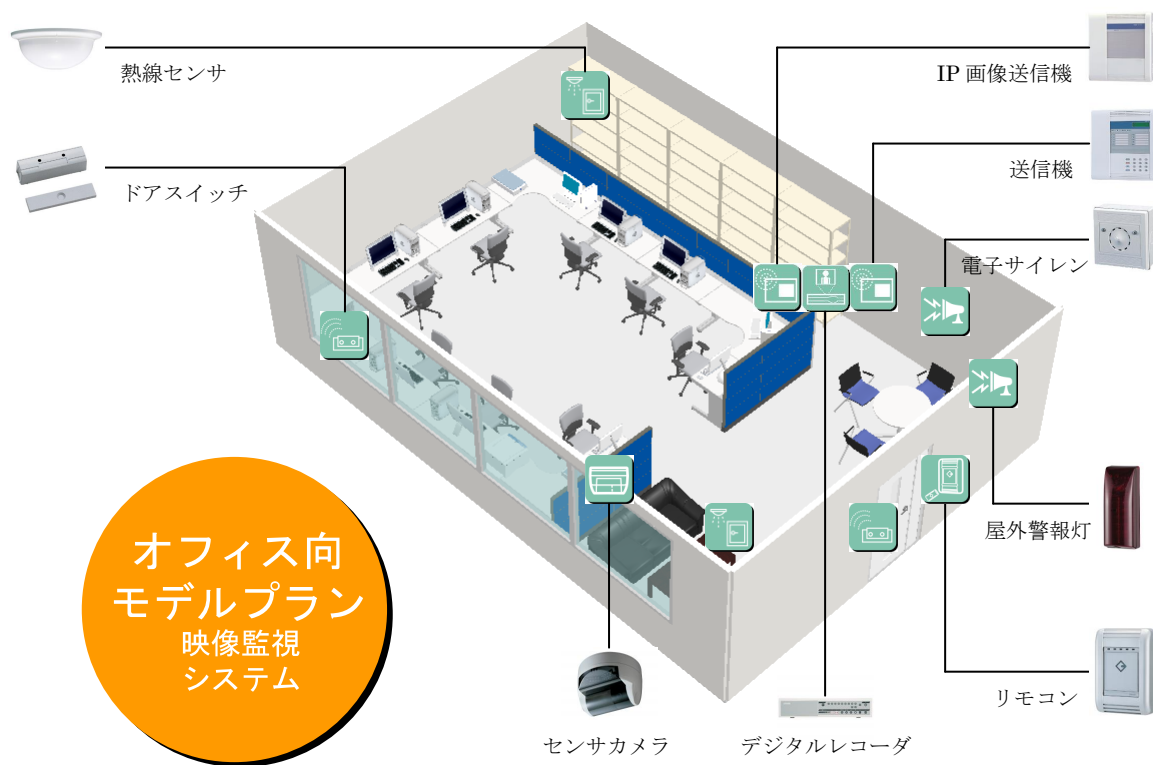 熱線センサ
ドアスイッチ
IP 画像送信機
送信機
電子サイレン
屋外警報灯
リモコン
オフィス向
モデルプラン
映像監視
システム
センサカメラ
デジタルレコーダ